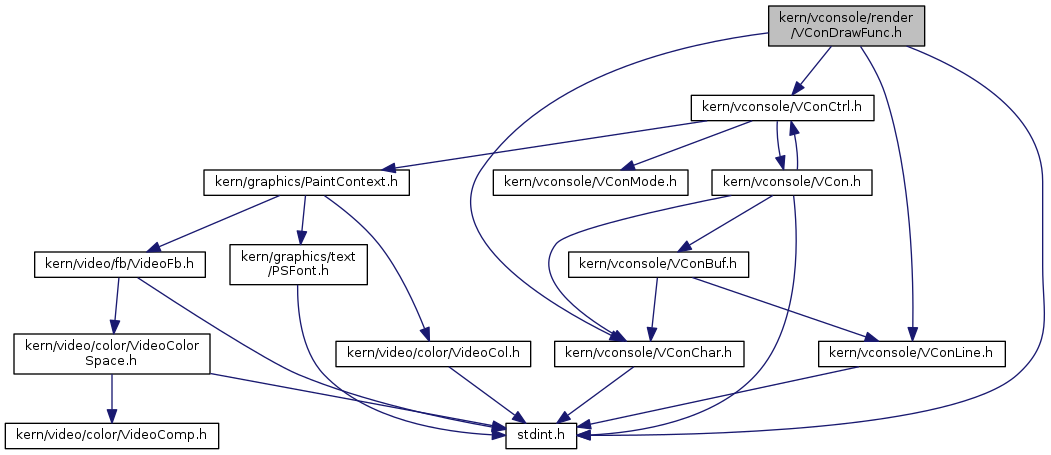 kern/vconsole/render
/VConDrawFunc.h
kern/vconsole/VConCtrl.h
kern/graphics/PaintContext.h
kern/vconsole/VConMode.h
kern/vconsole/VCon.h
kern/video/fb/VideoFb.h
kern/graphics/text
/PSFont.h
kern/vconsole/VConBuf.h
kern/video/color/VideoColor
Space.h
kern/video/color/VideoCol.h
kern/vconsole/VConChar.h
kern/vconsole/VConLine.h
kern/video/color/VideoComp.h
stdint.h